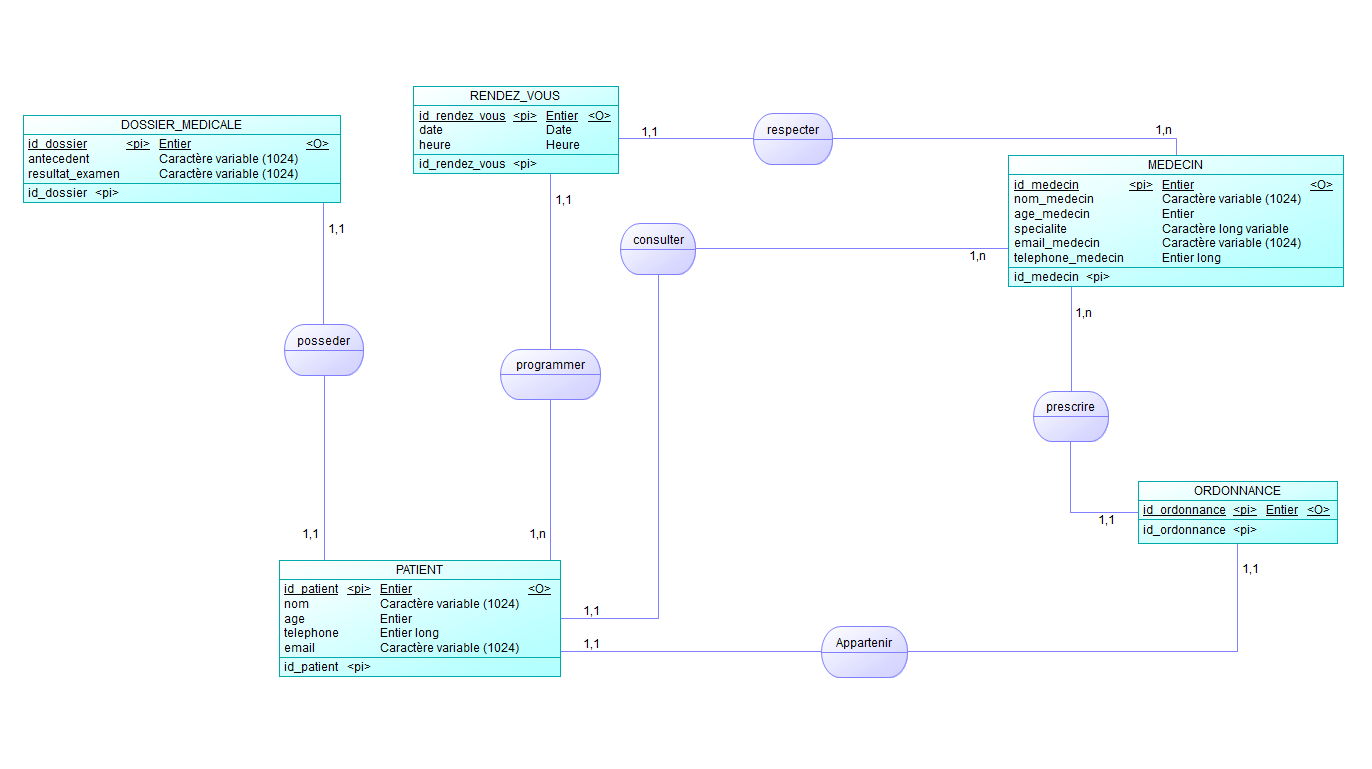 DOSSIER_MEDICALE
id_dossier <pi> Entier <O>
antecedent Caractère variable (1024)
resultat_examen Caractère variable (1024)
id_dossier <pi>
1,1
posseder
1,1
RENDEZ_VOUS
id_rendez_vous <pi> Entier <O>
date Date
heure Heure
id_rendez_vous <pi>
1,1
respecter
1,n
1,1
programmer
1,n
consulter
1,n
1,1
MEDECIN
id_medecin <pi> Entier <O>
nom_medecin Caractère variable (1024)
age_medecin Entier
specialite Caractère long variable
email_medecin Caractère variable (1024)
telephone_medecin Entier long
id_medecin <pi>
1,n
prescrire
1,1
ORDONNANCE
id_ordonnance <pi> Entier <O>
id_ordonnance <pi>
1,1
PATIENT
id_patient <pi> Entier <O>
nom Caractère variable (1024)
age Entier
telephone Entier long
email Caractère variable (1024)
id_patient <pi>
1,1
Appartenir